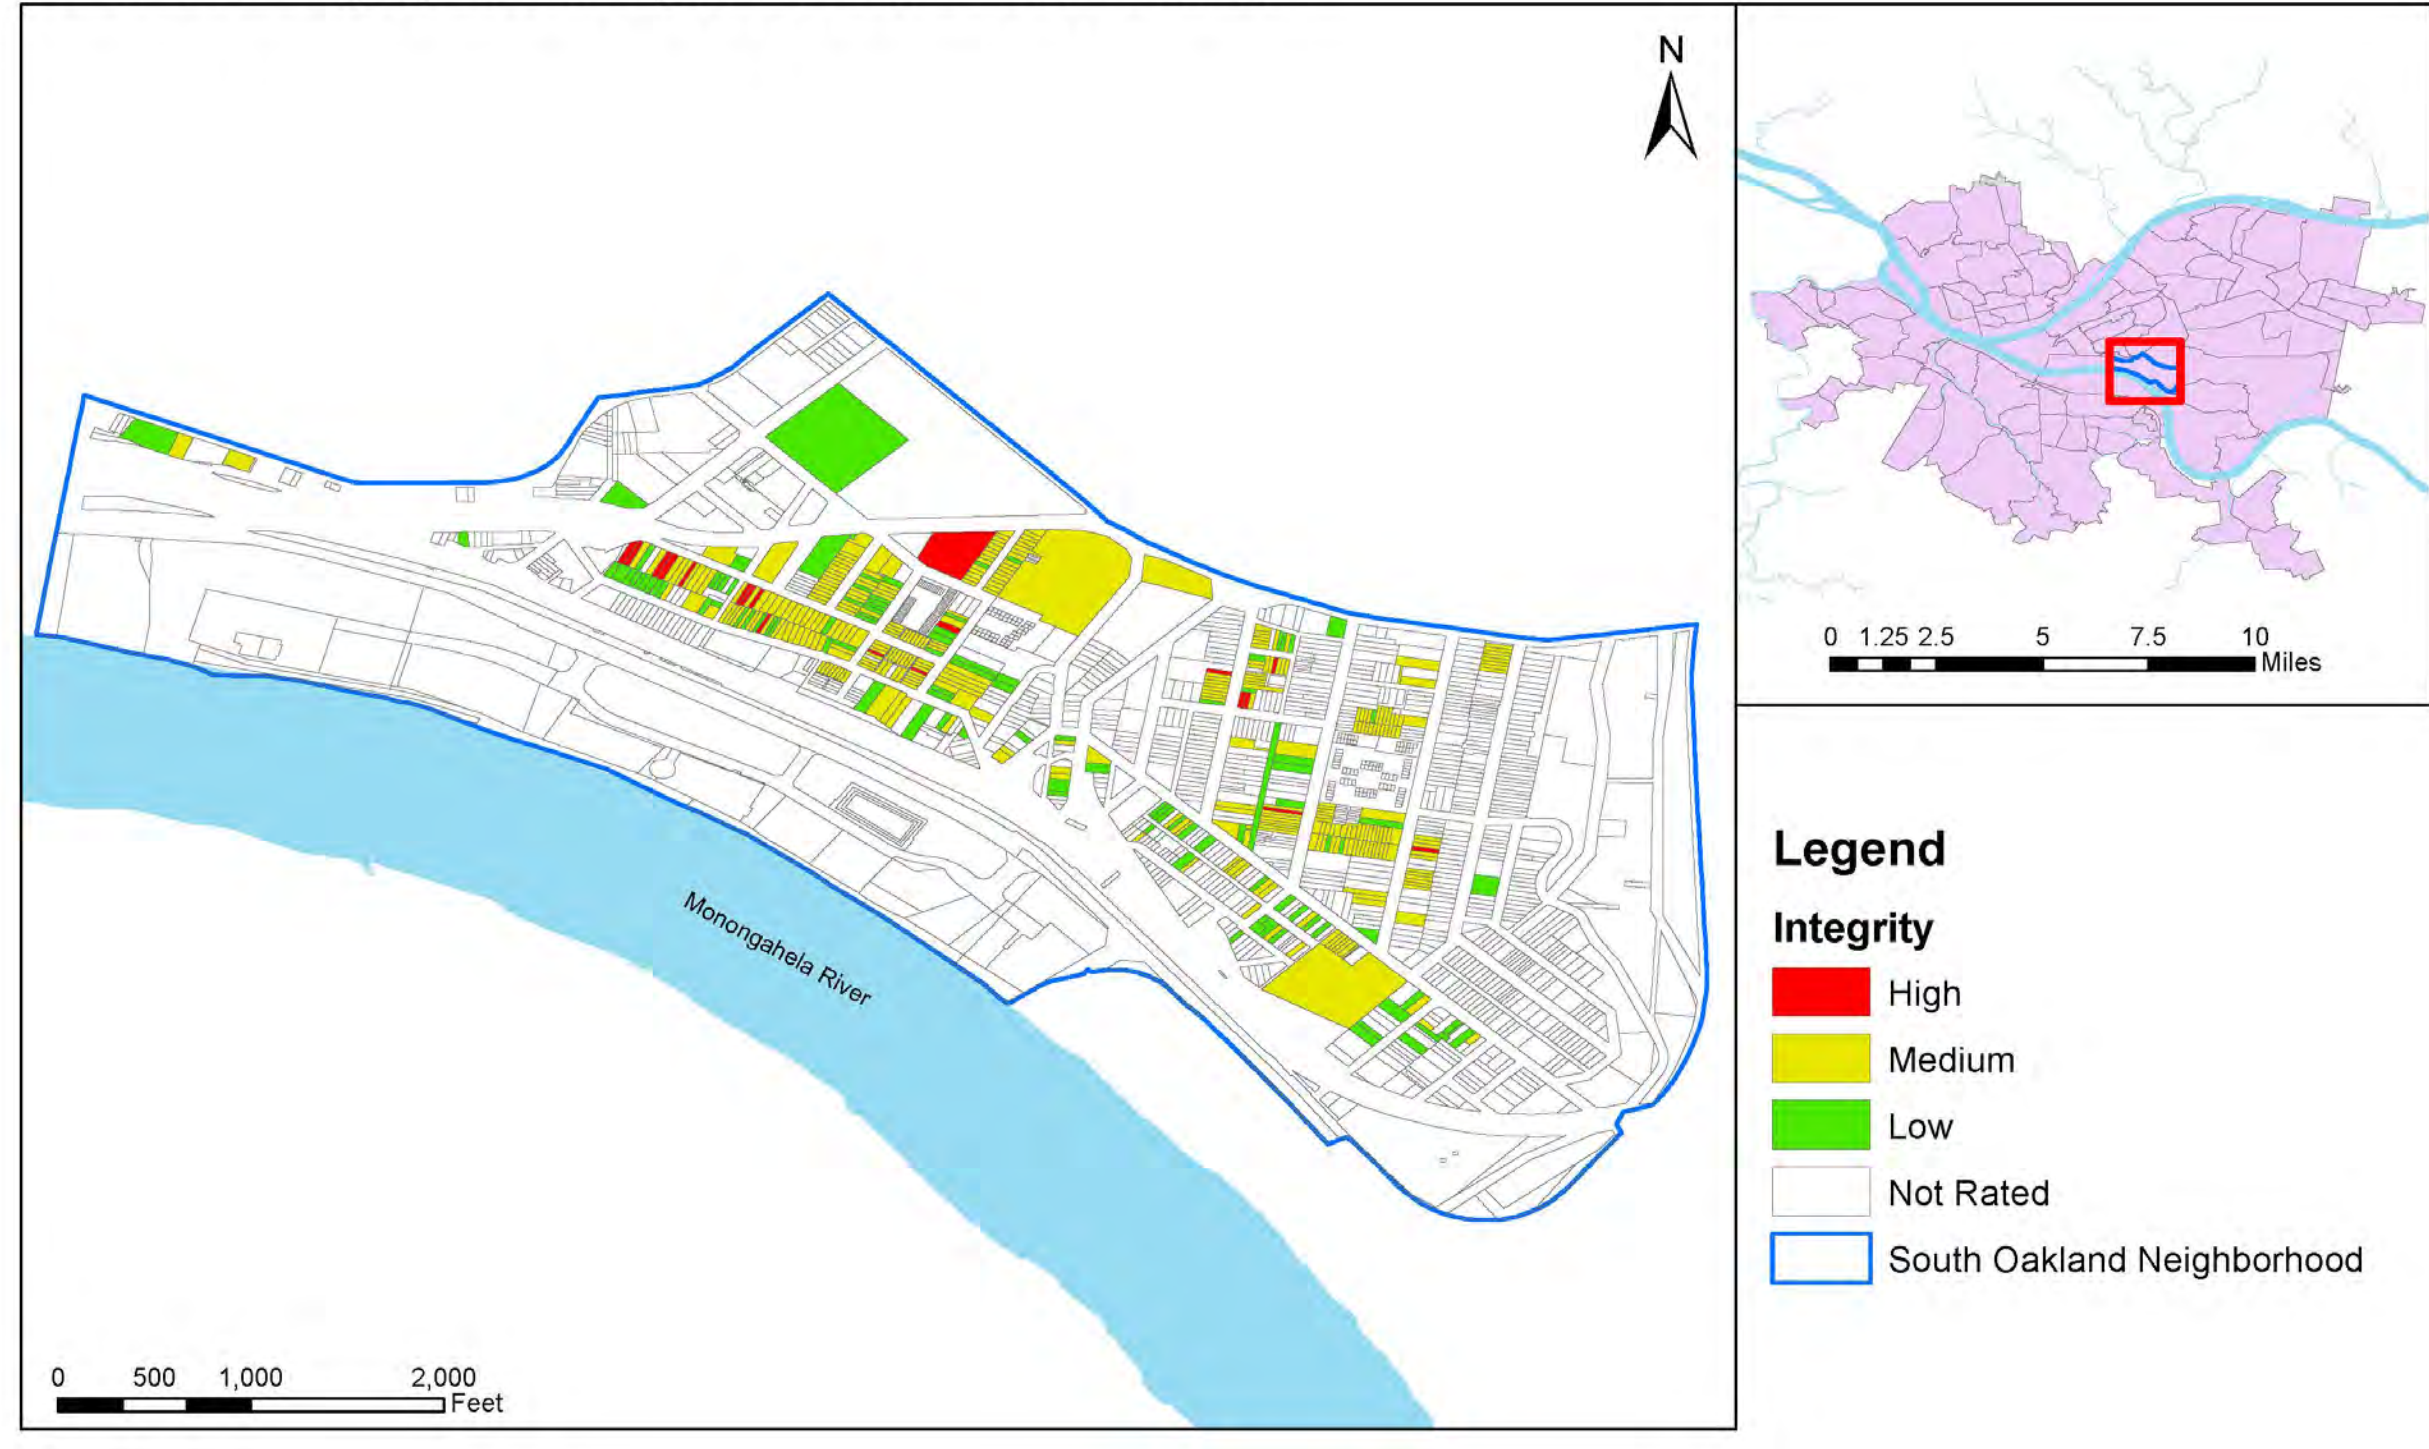 N
Monongahela River
0 500 1,000 2,000
Feet
0 1.25 2.5 5 7.5 10
Miles
Legend
Integrity
High
Medium
Low
Not Rated
South Oakland Neighborhood